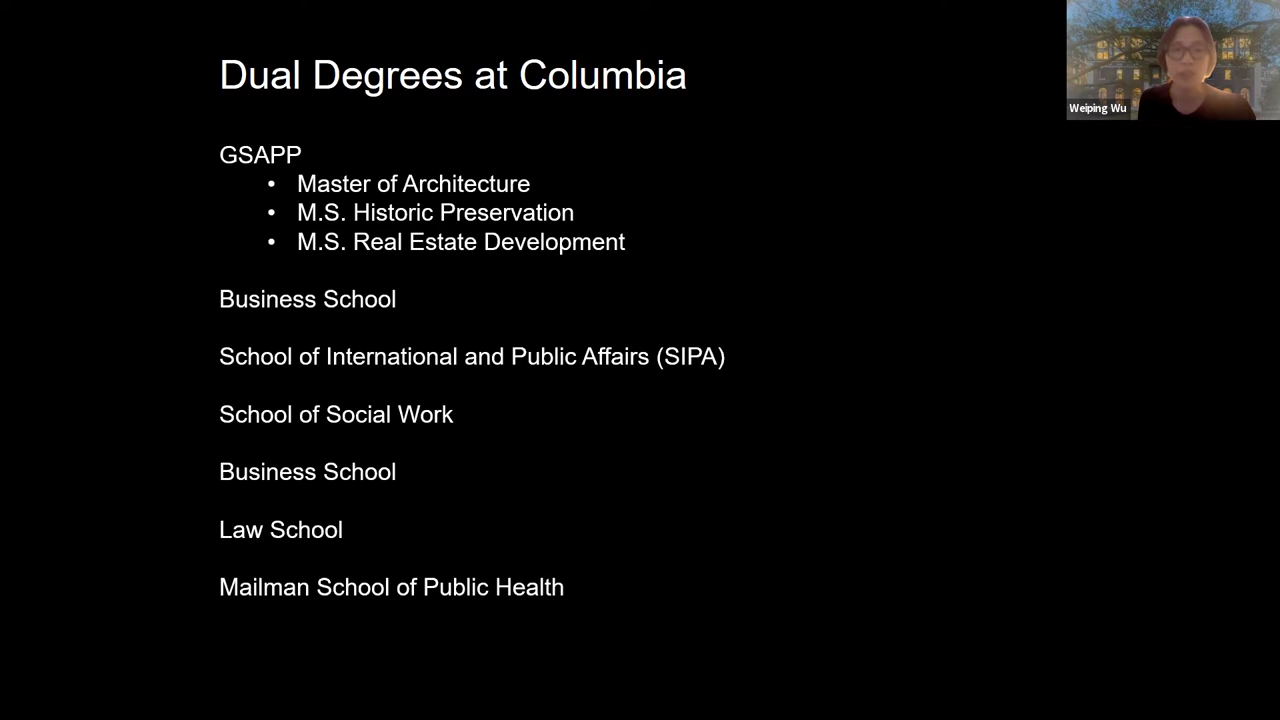 Dual Degrees at Columbia
Weiping Wu
GSAPP
• Master of Architecture
• M.S. Historic Preservation
• M.S. Real Estate Development
Business School
School of International and Public Affairs (SIPA)
School of Social Work
Business School
Law School
Mailman School of Public Health